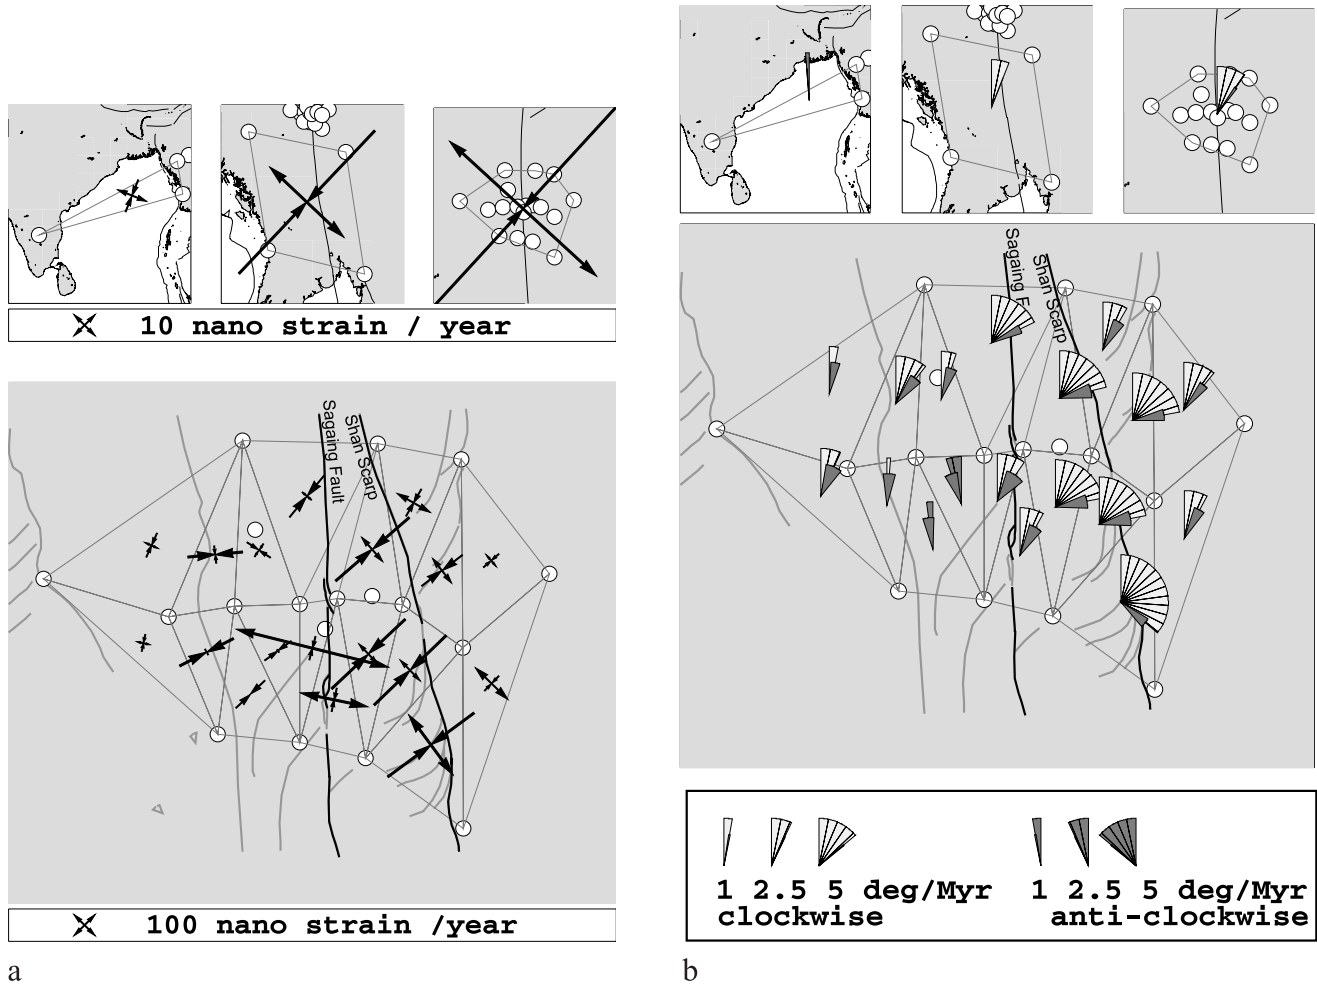 10 nano strain / year
Sagaing Fault
Shan Scarp
100 nano strain /year
a
Sagaing F
Shan Scarp
1 2.5 5 deg/Myr
clockwise
1 2.5 5 deg/Myr
anti-clockwise
b